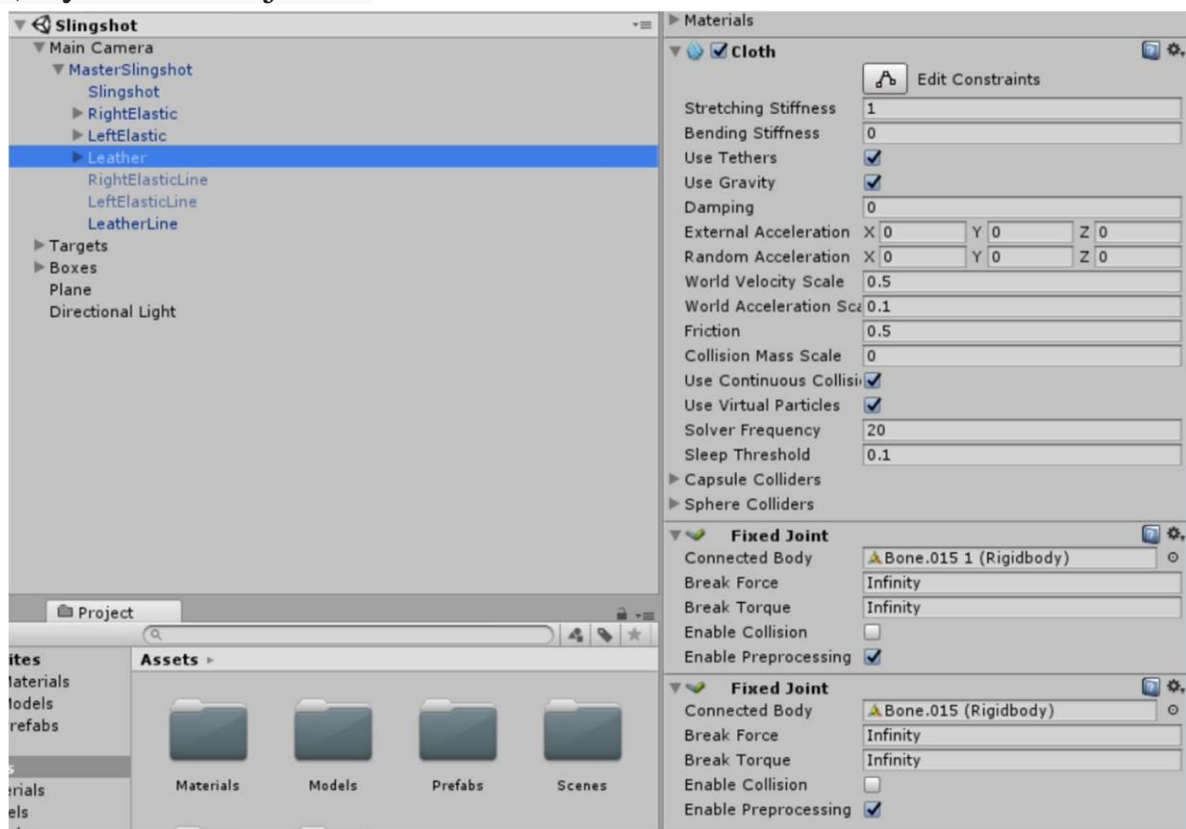 Slingshot
Main Camera
MasterSlingshot
Slingshot
RightElastic
LeftElastic
Leather
RightElasticLine
LeftElasticLine
LeatherLine
Targets
Boxes
Plane
Directional Light
Project
ites
Materials
Models
Prefabs
s
erials
els
Assets
Materials Models Prefabs Scenes
Materials
Cloth
Edit Constraints
Stretching Stiffness 1
Bending Stiffness 0
Use Tethers
Use Gravity
Damping 0
External Acceleration X 0 Y 0 Z 0
Random Acceleration X 0 Y 0 Z 0
World Velocity Scale 0.5
World Acceleration Sca 0.1
Friction 0.5
Collision Mass Scale 0
Use Continuous Collisi
Use Virtual Particles
Solver Frequency 20
Sleep Threshold 0.1
Capsule Colliders
Sphere Colliders
Fixed Joint
Connected Body Bone.015 1 (Rigidbody)
Break Force Infinity
Break Torque Infinity
Enable Collision
Enable Preprocessing
Fixed Joint
Connected Body Bone.015 (Rigidbody)
Break Force Infinity
Break Torque Infinity
Enable Collision
Enable Preprocessing